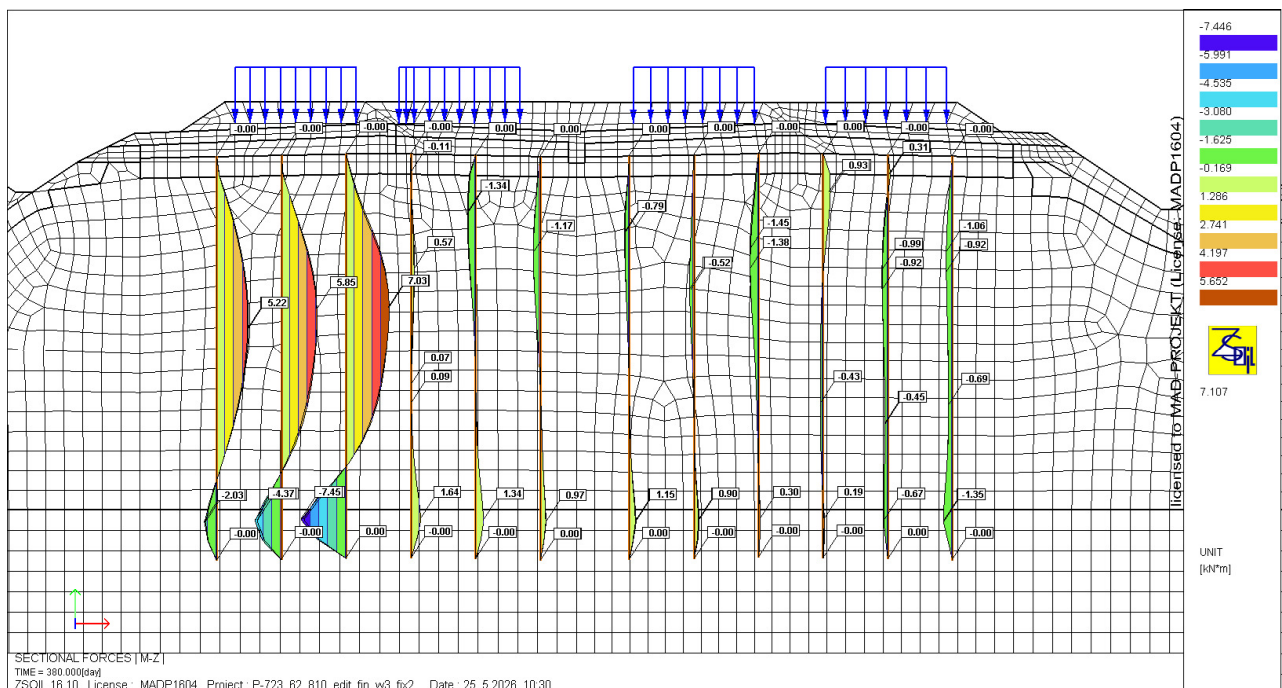 -0.00 -0.00 -0.00 -0.00 0.00 0.00 0.00 0.00 -0.00 0.00 -0.00 -0.00
-0.11 0.31
0.93
-1.34
-0.79
-1.17 -1.45 -1.06
0.57 -1.38 -0.99 -0.92
-0.52 -0.92
5.22 5.85 7.03
0.07
0.09 -0.43 -0.69
-0.45
-2.03 -4.37 -7.45 1.64 1.34 0.97 1.15 0.90 0.30 0.19 -0.67 -1.35
-0.00 -0.00 0.00 -0.00 -0.00 0.00 0.00 -0.00 -0.00 -0.00 0.00 -0.00
licensed to MAD-PROJEKT (License: MADP1604)
-7.446
-5.991
-4.535
-3.080
-1.625
-0.169
1.286
2.741
4.197
5.652
ZSoil
7.107
UNIT
[kN*m]
SECTIONAL FORCES | M-Z |
TIME = 380.000[day]
ZSOIL 16.10 License : MADP1604 Project : P-723_62_810_edit_fin_w3_fix2 Date : 25.5.2026 10:30